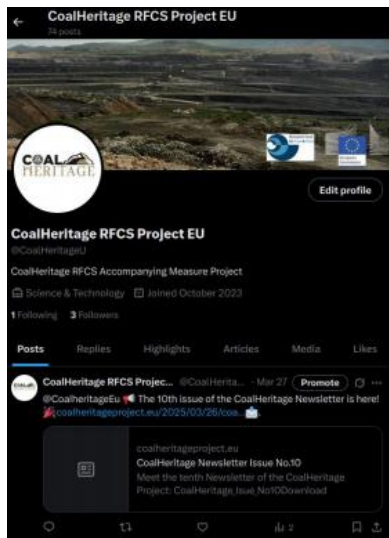 CoalHeritage RFCS Project EU
74 posts
COAL
HERITAGE
Edit profile
CoalHeritage RFCS Project EU
@CoalHeritageU
CoalHeritage RFCS Accompanying Measure Project
Science & Technology Joined October 2023
1 Following 3 Followers
Posts Replies Highlights Articles Media Likes
CoalHeritage RFCS Projec... @CoalHerita... · Mar 27 Promote
@CoalheritageEu 📢 The 10th issue of the CoalHeritage Newsletter is here!
🎉coalheritageproject.eu/2025/03/26/coa... 📩
coalheritageproject.eu
CoalHeritage Newsletter Issue No.10
Meet the tenth Newsletter of the CoalHeritage
Project: CoalHeritage_Isue_No10Download
2